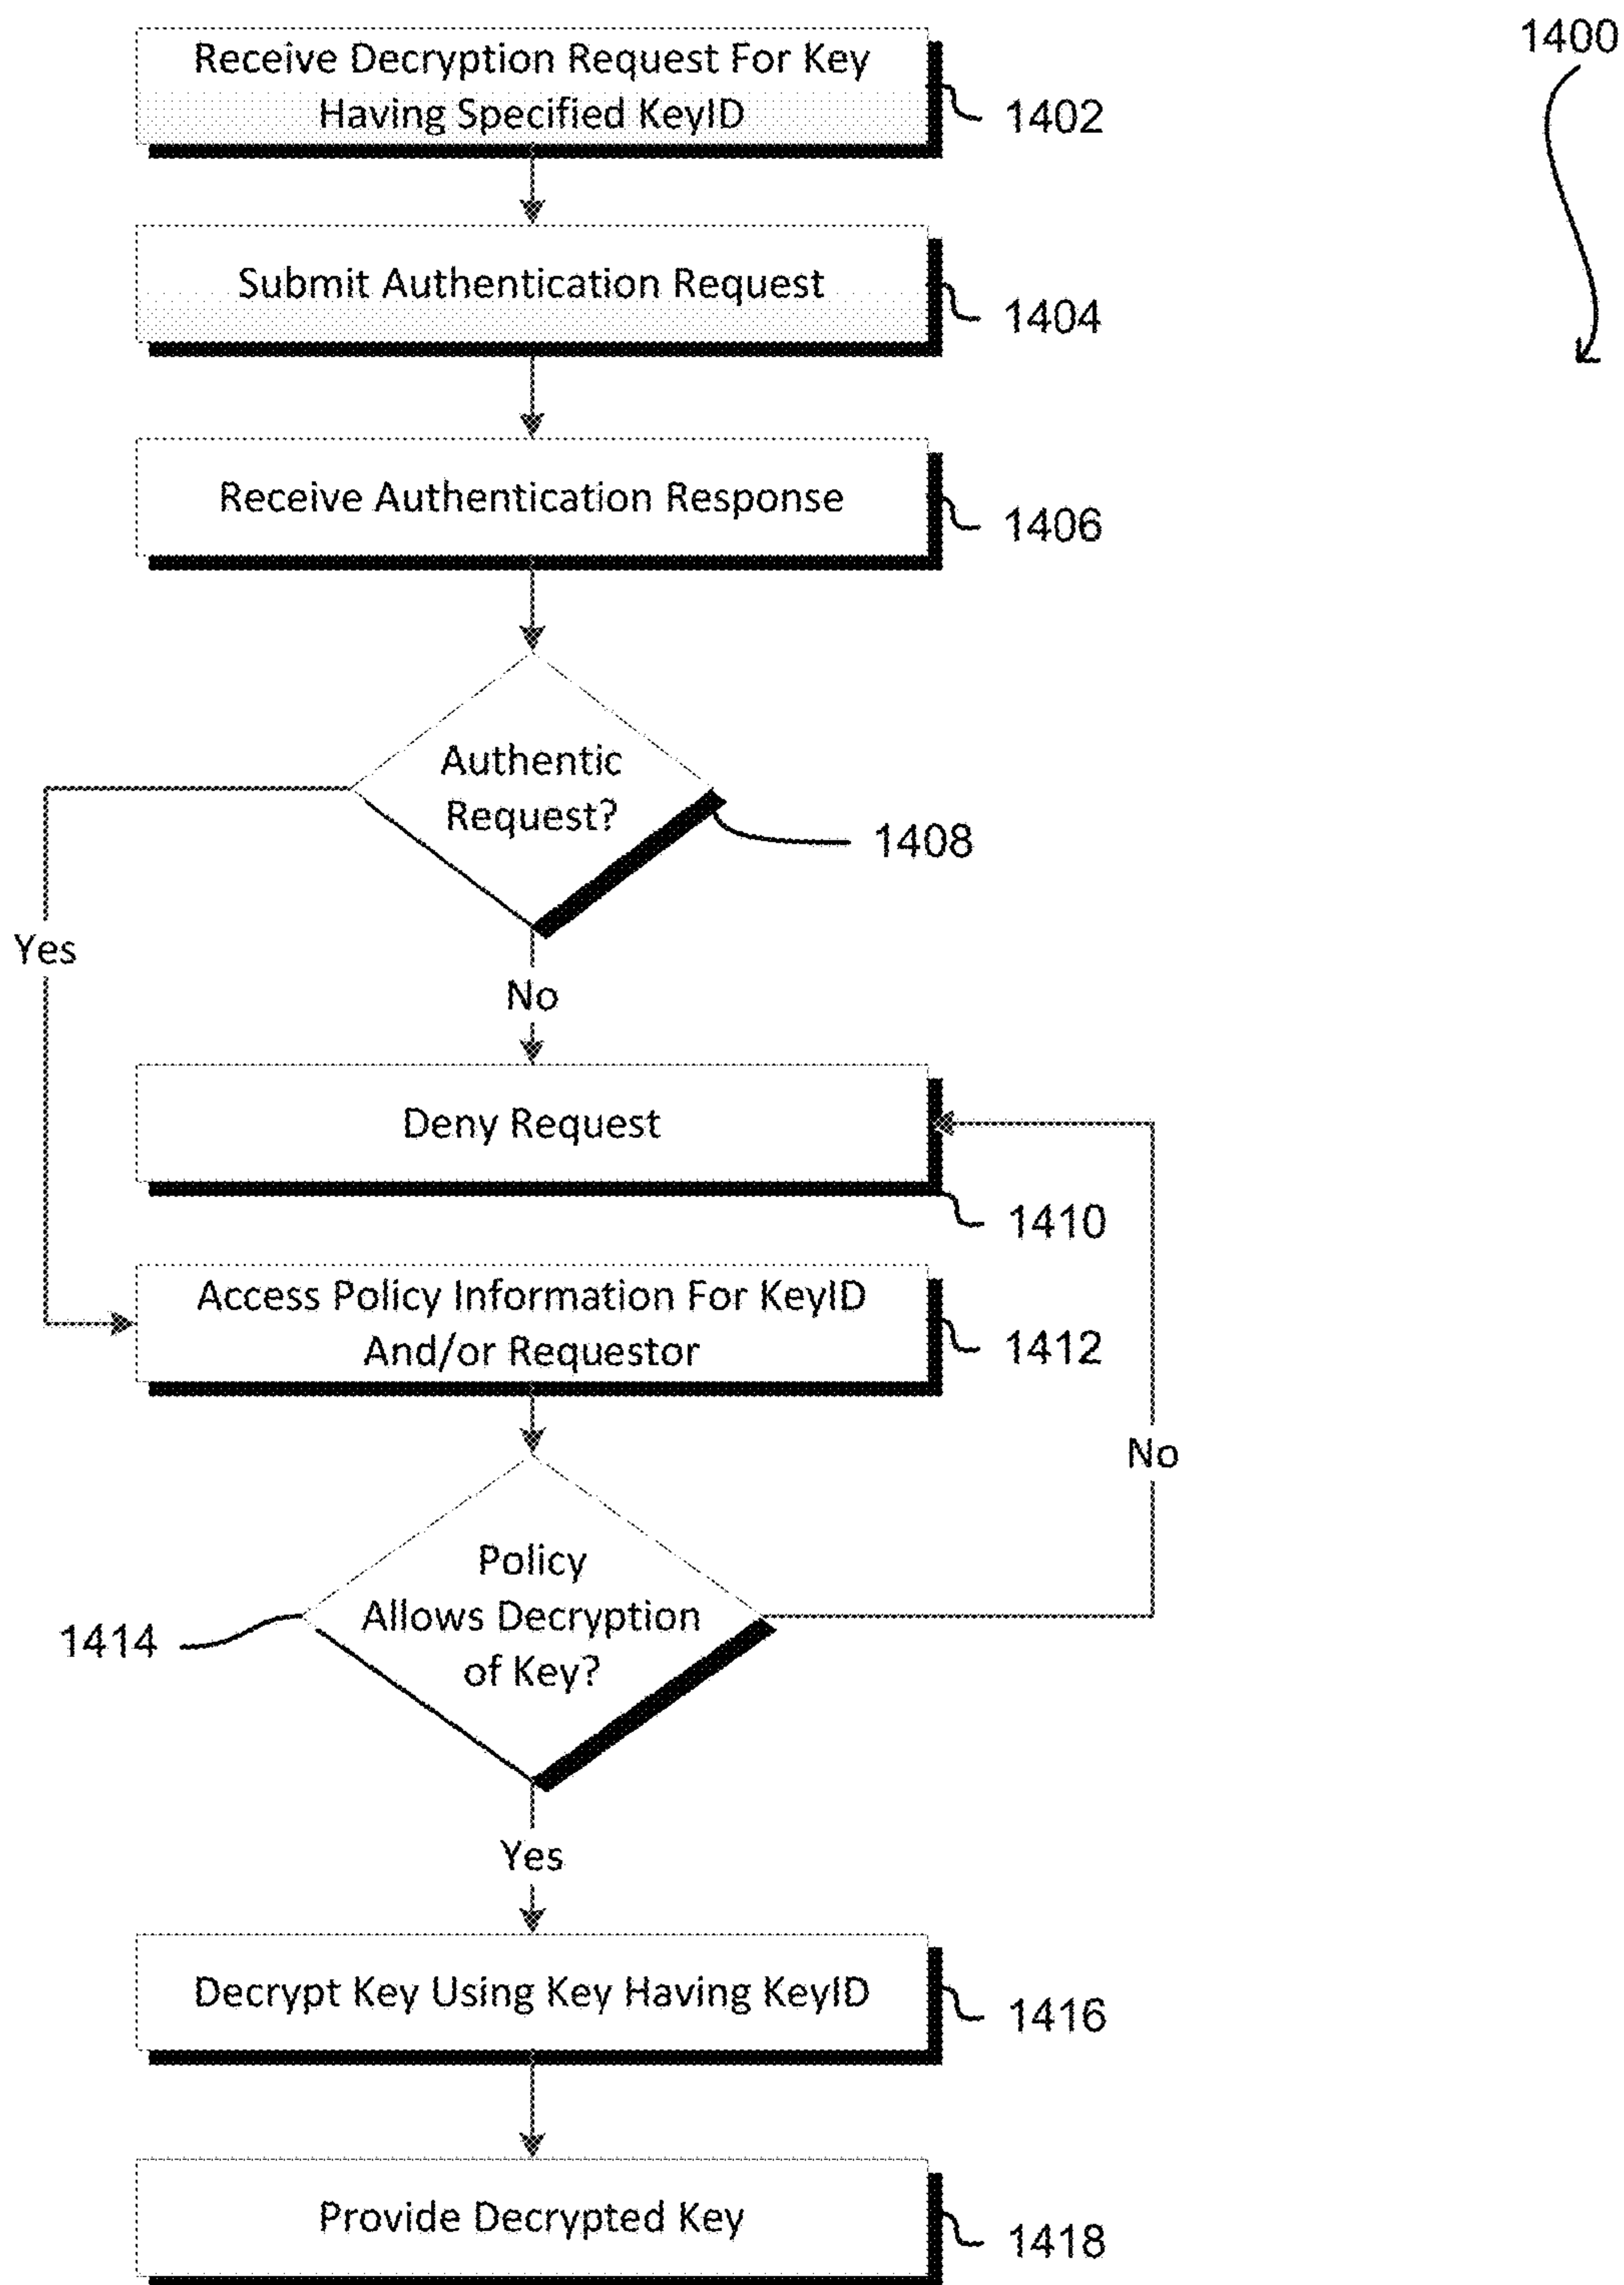 1400
Receive Decryption Request For Key
Having Specified KeyID
1402
Submit Authentication Request
1404
Receive Authentication Response
1406
Authentic
Request?
1408
Yes
No
Deny Request
1410
Access Policy Information For KeyID
And/or Requestor
1412
No
Policy
Allows Decryption
of Key?
1414
Yes
Decrypt Key Using Key Having KeyID
1416
Provide Decrypted Key
1418